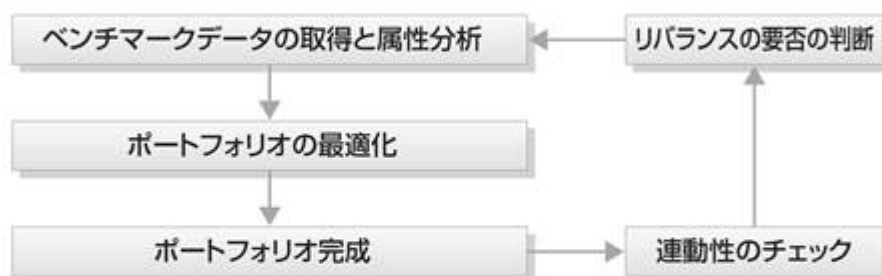 ベンチマークデータの取得と属性分析
リバランスの要否の判断
ポートフォリオの最適化
ポートフォリオ完成
連動性のチェック